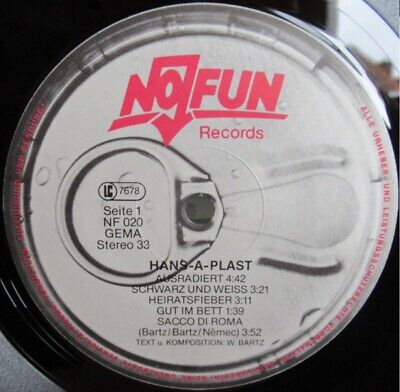 NO FUN
Records
LC 7678
Seite 1
NF 020
GEMA
Stereo 33
HANS-A-PLAST
AUSRADIERT 4:42
SCHWARZ UND WEISS 3:21
HEIRATSFIEBER 3:11
GUT IM BETT 1:39
SACCO DI ROMA
(Bartz/Bartz/Němec) 3:52
TEXT u. KOMPOSITION: W. BARTZ
ALLE URHEBER- UND LEISTUNGSSCHUTZRECHTE